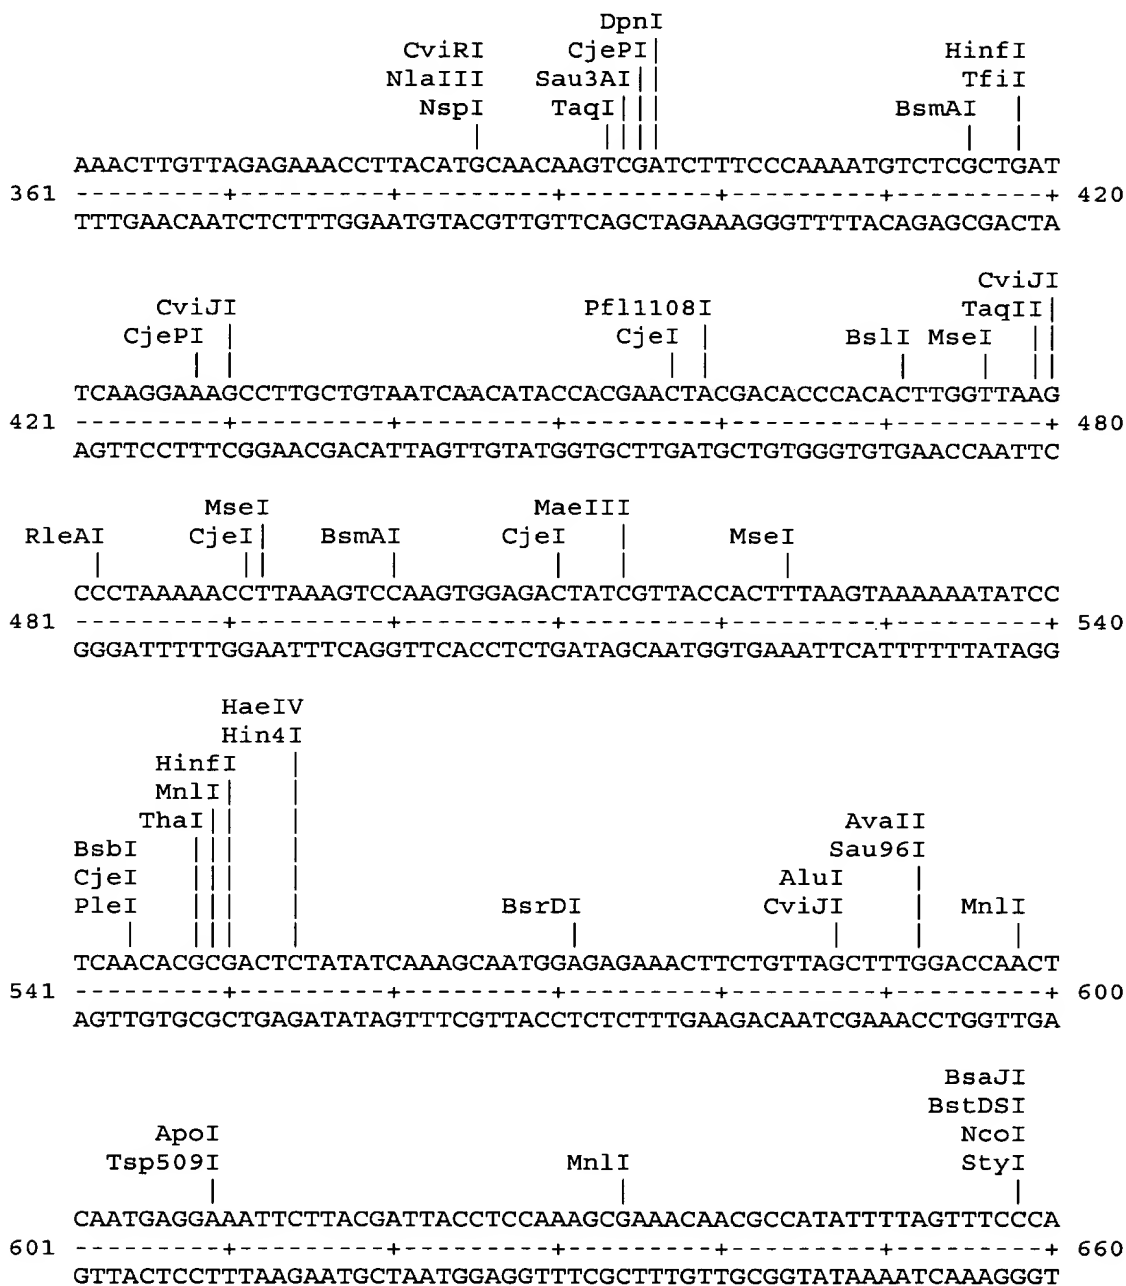 DpnI
CviRI CjePI| HinfI
NlaIII Sau3AI||| TfiI
NspI TaqI|||| BsmAI |
AAACTTGTTAGAGAAACCTTACATGCAACAAGTCGATCTTTCCCAAAATGTCTCGCTGAT
361 ---------+---------+---------+---------+---------+---------+ 420
TTTGAACAATCTCTTTGGAATGTACGTTGTTCAGCTAGAAAGGGTTTTACAGAGCGACTA
CviJI
CviJI Pfl1108I TaqII|
CjePI | CjeI | BslI MseI ||
TCAAGGAAAGCCTTGCTGTAATCAACATACCACGAACTACGACACCCACACTTGGTTAAG
421 ---------+---------+---------+---------+---------+---------+ 480
AGTTCCTTTCGGAACGACATTAGTTGTATGGTGCTTGATGCTGTGGGTGTGAACCAATTC
MseI MaeIII
RleAI CjeI| BsmAI CjeI | MseI
CCCTAAAAACCTTAAAGTCCAAGTGGAGACTATCGTTACCACTTTAAGTAAAAAATATCC
481 ---------+---------+---------+---------+---------+---------+ 540
GGGATTTTTGGAATTTCAGGTTCACCTCTGATAGCAATGGTGAAATTCATTTTTTATAGG
HaeIV
Hin4I
HinfI |
MnlI| |
ThaI|| | AvaII
BsbI ||| | Sau96I
CjeI ||| | AluI |
PleI ||| | BsrDI CviJI | MnlI
TCAACACGCGACTCTATATCAAAGCAATGGAGAGAAACTTCTGTTAGCTTTGGACCAACT
541 ---------+---------+---------+---------+---------+---------+ 600
AGTTGTGCGCTGAGATATAGTTTCGTTACCTCTCTTTGAAGACAATCGAAACCTGGTTGA
BsaJI
BstDSI
ApoI NcoI
Tsp509I MnlI StyI
CAATGAGGAAATTCTTACGATTACCTCCAAAGCGAAACAACGCCATATTTTAGTTTCCCA
601 ---------+---------+---------+---------+---------+---------+ 660
GTTACTCCTTTAAGAATGCTAATGGAGGTTTCGCTTTGTTGCGGTATAAAATCAAAGGGT